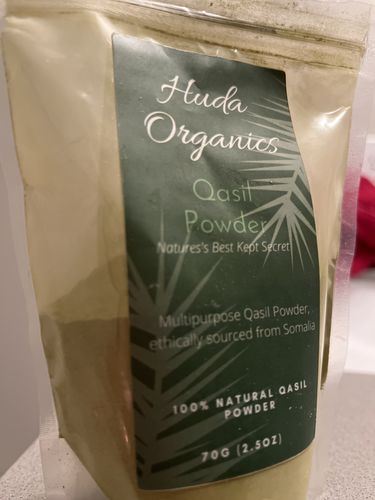 Huda
Organics
Qasil
Powder
Natures's Best Kept Secret
Multipurpose Qasil Powder,
ethically sourced from Somalia
100% NATURAL QASIL
POWDER
70G (2.5OZ)